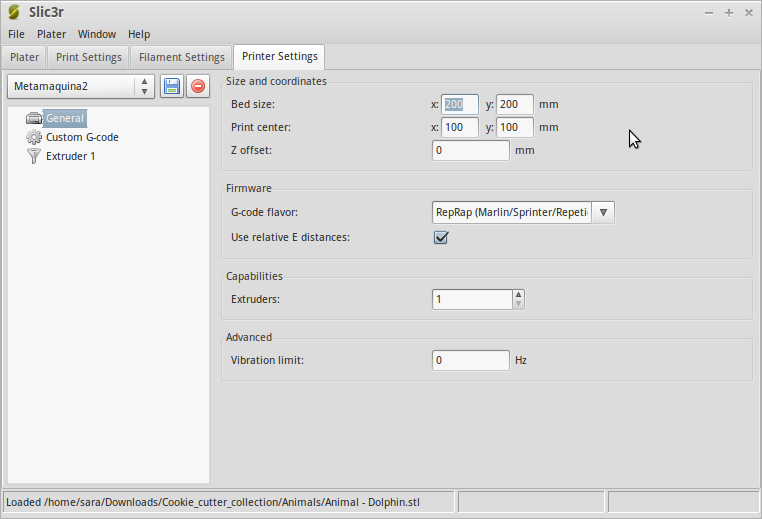 Slic3r
File Plater Window Help
Plater Print Settings Filament Settings Printer Settings
Metamaquina2
General
Custom G-code
Extruder 1
Size and coordinates
Bed size: x: 200 y: 200 mm
Print center: x: 100 y: 100 mm
Z offset: 0 mm
Firmware
G-code flavor: RepRap (Marlin/Sprinter/Repeti
Use relative E distances:
Capabilities
Extruders: 1
Advanced
Vibration limit: 0 Hz
Loaded /home/sara/Downloads/Cookie_cutter_collection/Animals/Animal - Dolphin.stl